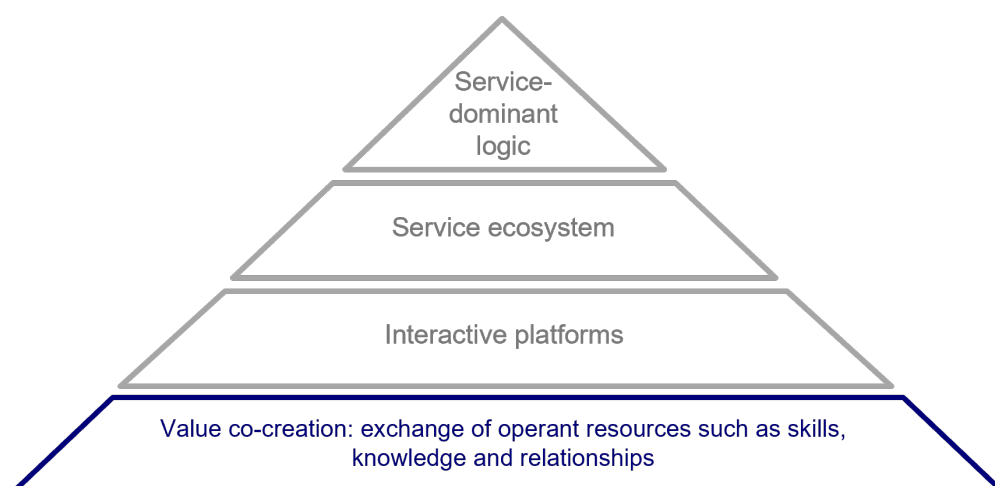 Service-
dominant
logic
Service ecosystem
Interactive platforms
Value co-creation: exchange of operant resources such as skills,
knowledge and relationships